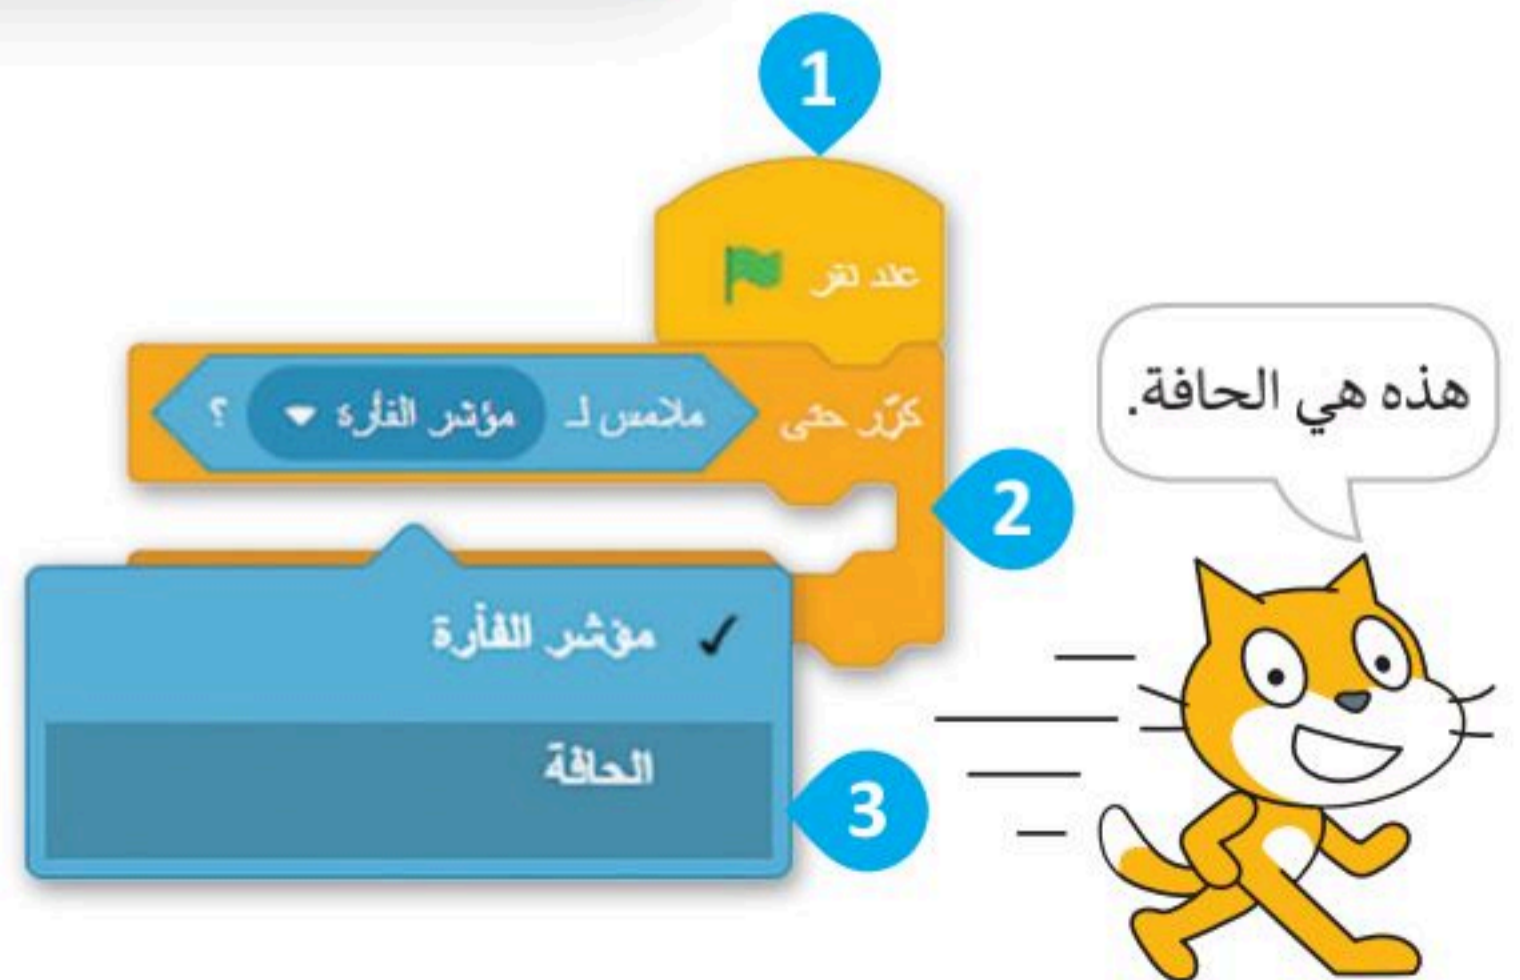 1
عند نقر
كرّر حتى ملامس لـ مؤشر الفأرة ؟
هذه هي الحافة.
2
✓ مؤشر الفأرة
الحافة
3